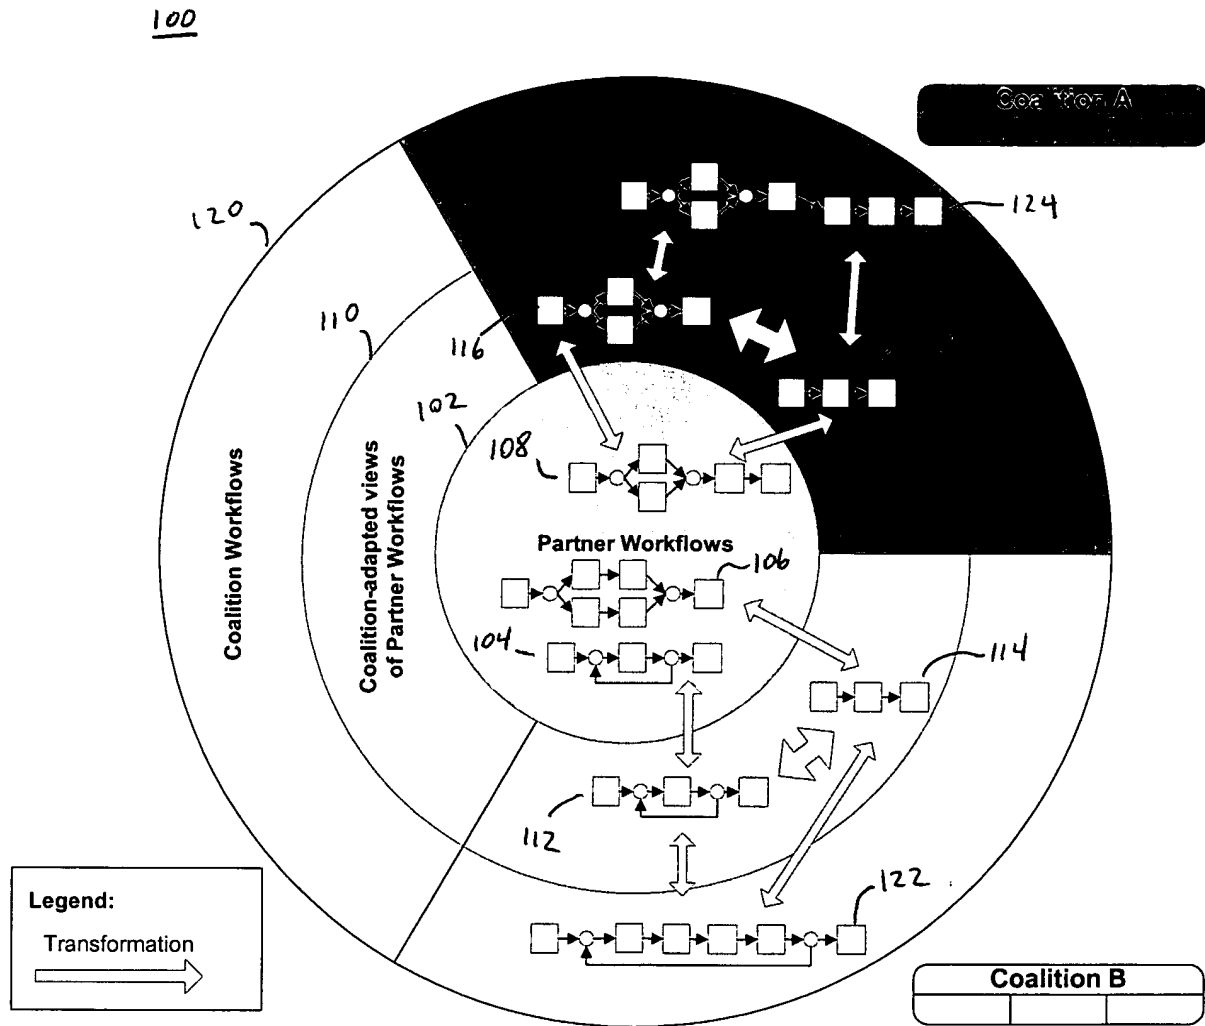 100
Coalition A
120
124
110
116
102
108
Coalition Workflows
Coalition-adapted views
of Partner Workflows
Partner Workflows
106
104
114
112
122
Legend:
Transformation
Coalition B